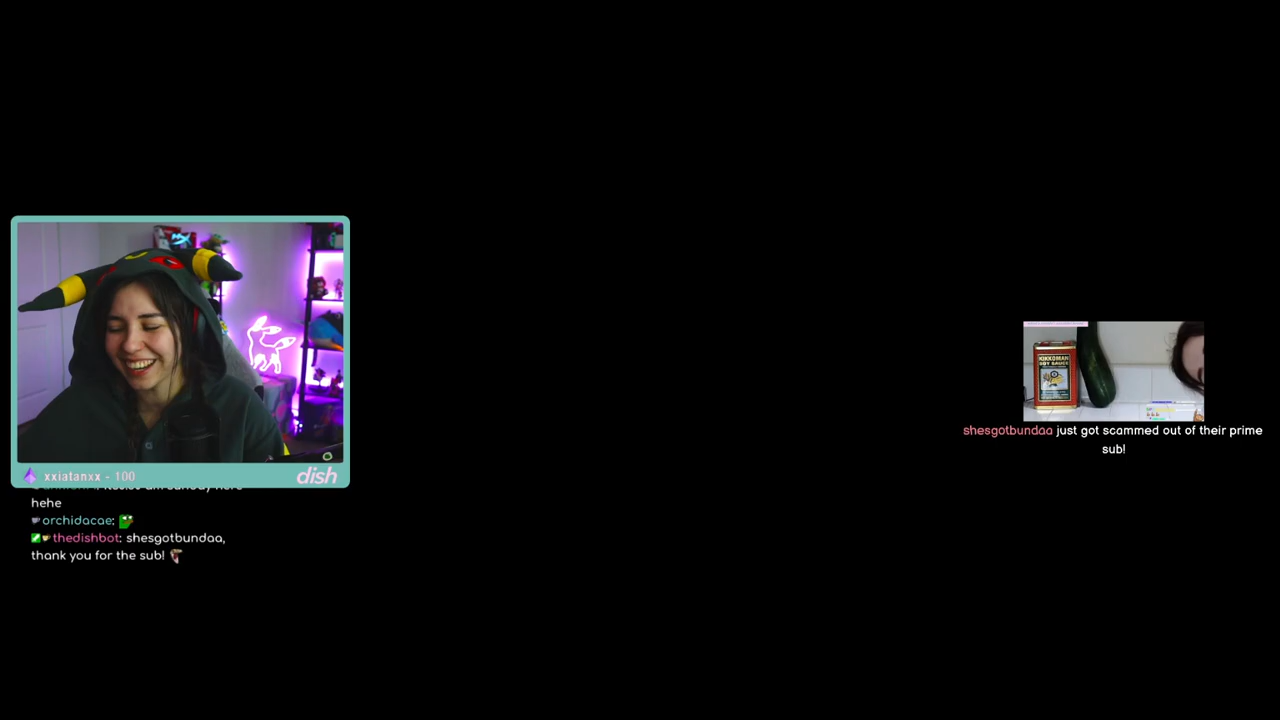 xxiatanxx - 100
dish
hehe
orchidacae:
thedishbot: shesgotbundaa,
thank you for the sub!
KIKKOMAN
SOY SAUCE
shesgotbundaa just got scammed out of their prime
sub!